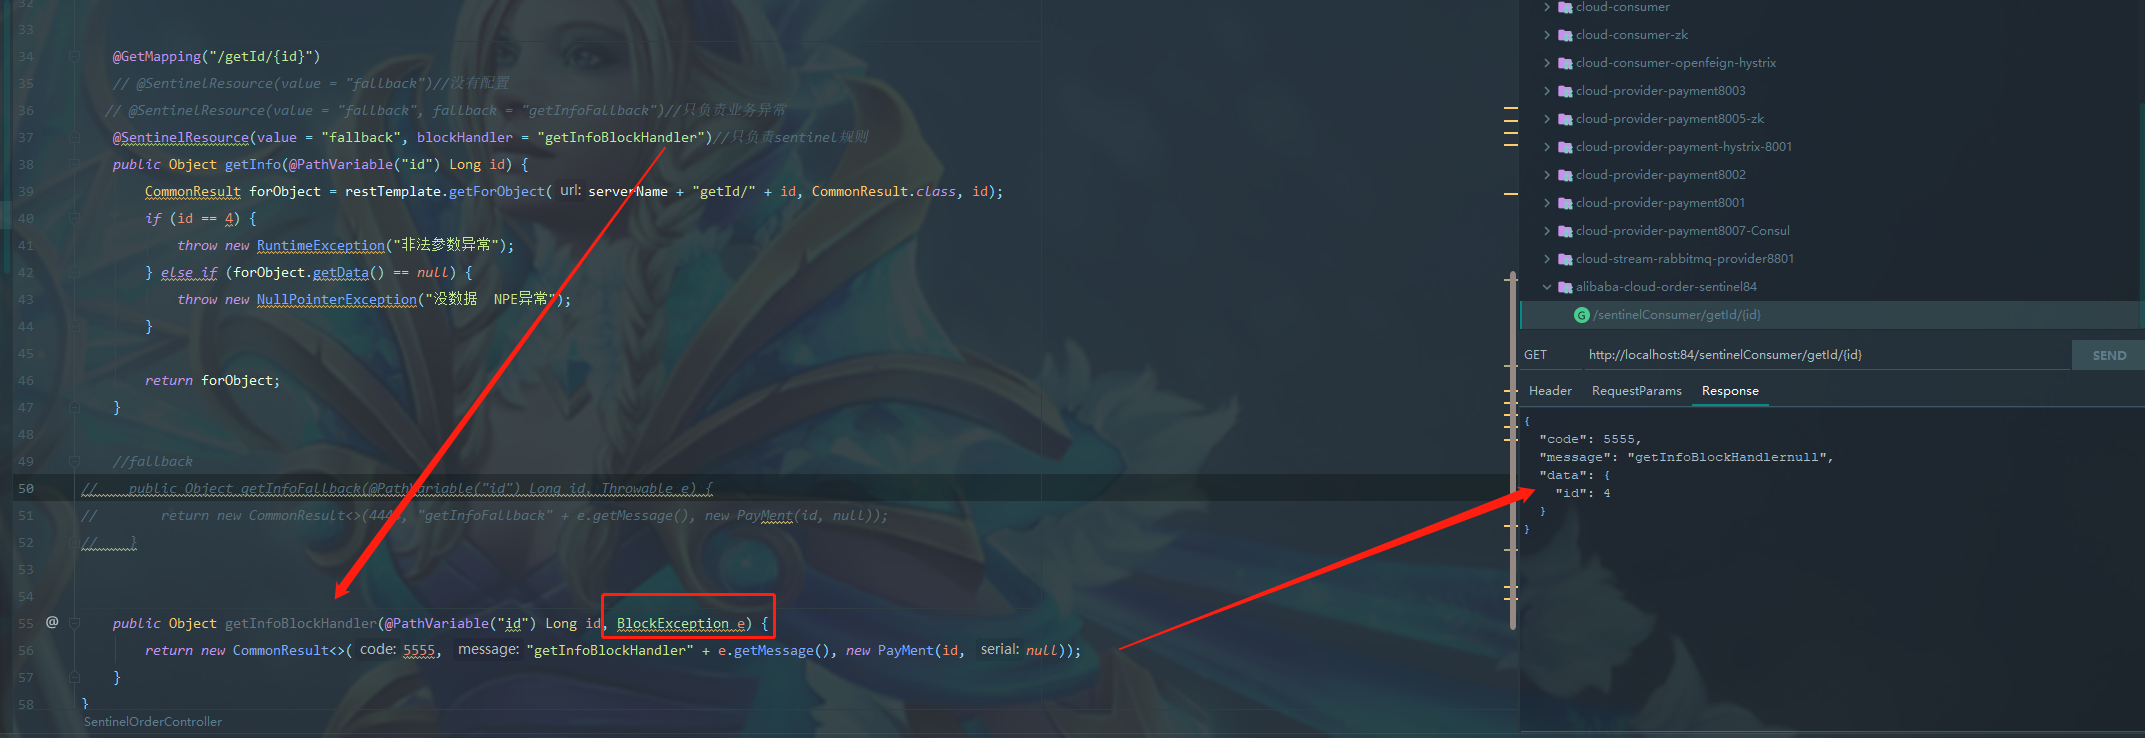 32
33
34 @GetMapping("/getId/{id}")
35 // @SentinelResource(value = "fallback")//没有配置
36 // @SentinelResource(value = "fallback", fallback = "getInfoFallback")//只负责业务异常
37 @SentinelResource(value = "fallback", blockHandler = "getInfoBlockHandler")//只负责sentinel规则
38 public Object getInfo(@PathVariable("id") Long id) {
39 CommonResult forObject = restTemplate.getForObject( url: serverName + "getId/" + id, CommonResult.class, id);
40 if (id == 4) {
41 throw new RuntimeException("非法参数异常");
42 } else if (forObject.getData() == null) {
43 throw new NullPointerException("没数据  NPE异常");
44 }
45
46 return forObject;
47 }
48
49 //fallback
50 // public Object getInfoFallback(@PathVariable("id") Long id, Throwable e) {
51 // return new CommonResult<>(444, "getInfoFallback" + e.getMessage(), new PayMent(id, null));
52 // }
53
54
55 @ public Object getInfoBlockHandler(@PathVariable("id") Long id, BlockException e) {
56 return new CommonResult<>( code: 5555, message: "getInfoBlockHandler" + e.getMessage(), new PayMent(id, serial: null));
57 }
58 }
SentinelOrderController
cloud-consumer
cloud-consumer-zk
cloud-consumer-openfeign-hystrix
cloud-provider-payment8003
cloud-provider-payment8005-zk
cloud-provider-payment-hystrix-8001
cloud-provider-payment8002
cloud-provider-payment8001
cloud-provider-payment8007-Consul
cloud-stream-rabbitmq-provider8801
alibaba-cloud-order-sentinel84
G /sentinelConsumer/getId/{id}
GET http://localhost:84/sentinelConsumer/getId/{id} SEND
Header RequestParams Response
{
"code": 5555,
"message": "getInfoBlockHandlernull",
"data": {
"id": 4
}
}